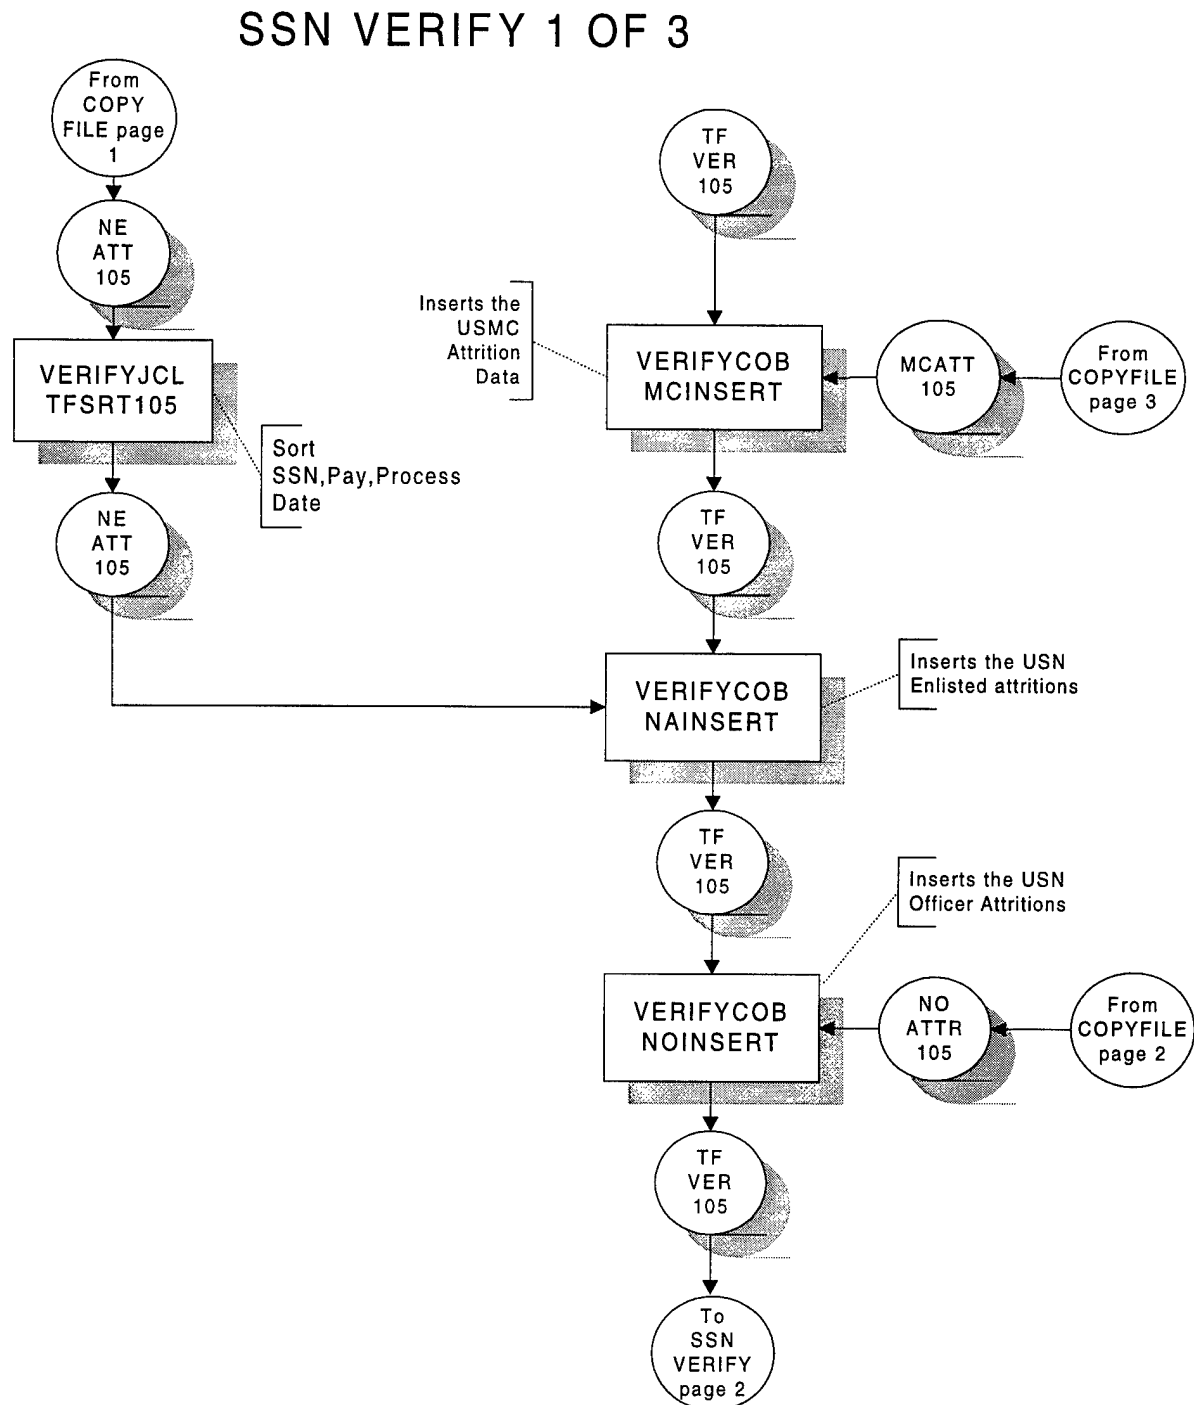 SSN VERIFY 1 OF 3
From
COPY
FILE page
1
NE
ATT
105
VERIFYJCL
TFSRT105
Sort
SSN,Pay,Process
Date
NE
ATT
105
TF
VER
105
Inserts the
USMC
Attrition
Data
VERIFYCOB
MCINSERT
MCATT
105
From
COPYFILE
page 3
TF
VER
105
VERIFYCOB
NAINSERT
Inserts the USN
Enlisted attritions
TF
VER
105
Inserts the USN
Officer Attritions
VERIFYCOB
NOINSERT
NO
ATTR
105
From
COPYFILE
page 2
TF
VER
105
To
SSN
VERIFY
page 2